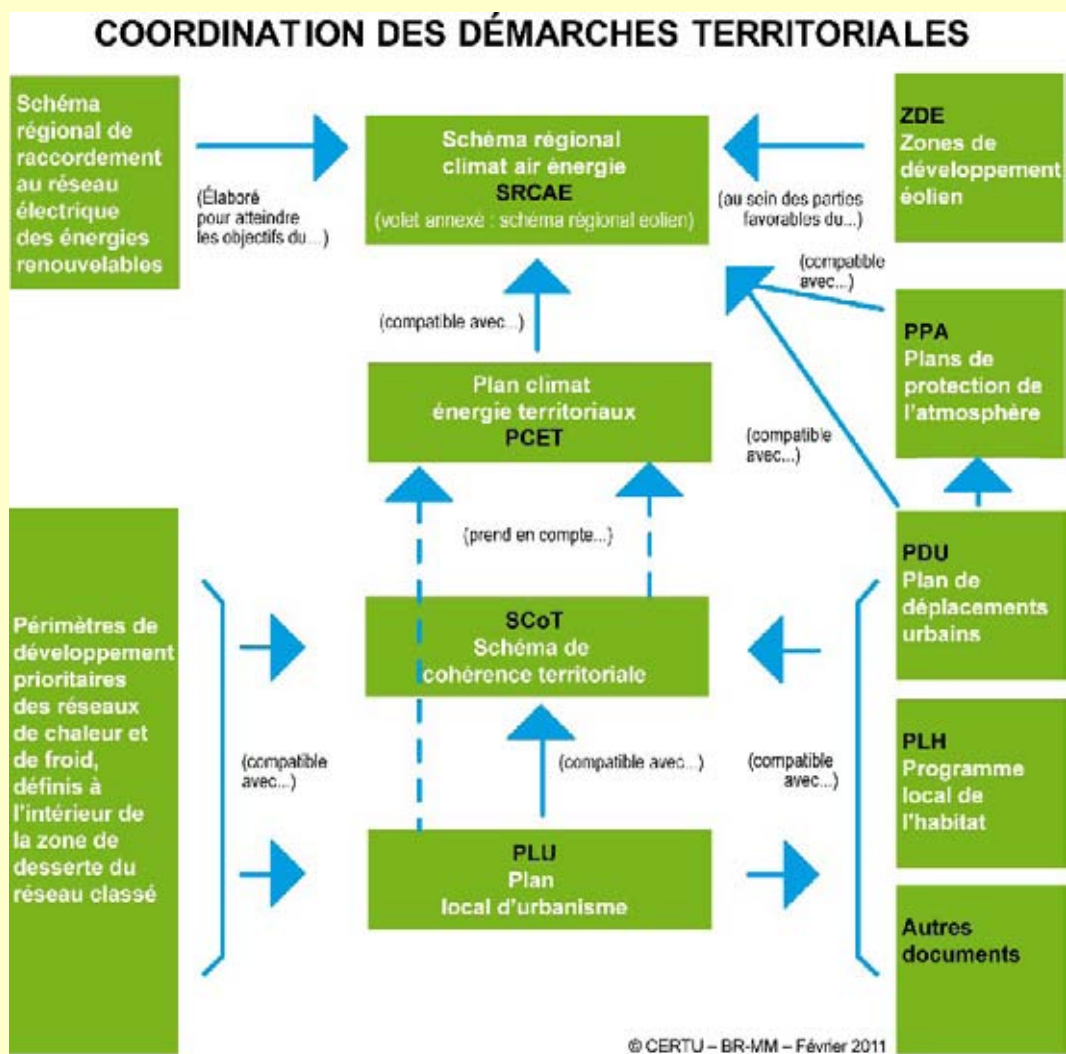 COORDINATION DES DÉMARCHES TERRITORIALES
Schéma
régional de
raccordement
au réseau
électrique
des énergies
renouvelables
(Élaboré
pour atteindre
les objectifs du...)
Schéma régional
climat air énergie
SRCAE
(volet annexé : schéma régional eolien)
(au sein des parties
favorables du...)
ZDE
Zones de
développement
éolien
(compatible
avec...)
(compatible avec...)
PPA
Plans de
protection de
l'atmosphère
Plan climat
énergie territoriaux
PCET
(compatible
avec...)
(prend en compte...)
PDU
Plan de
déplacements
urbains
Périmètres de
développement
prioritaires
des réseaux
de chaleur et
de froid,
définis à
l'intérieur de
la zone de
desserte du
réseau classé
SCoT
Schéma de
cohérence territoriale
(compatible
avec...)
(compatible avec...)
(compatible
avec...)
PLH
Programme
local de
l'habitat
PLU
Plan
local d'urbanisme
Autres
documents
© CERTU – BR-MM – Février 2011